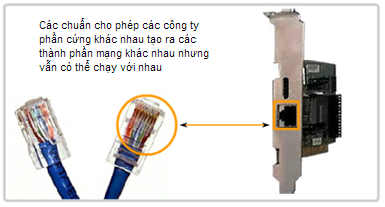 Các chuẩn cho phép các công ty
phần cứng khác nhau tạo ra các
thành phần mạng khác nhau nhưng
vẫn có thể chạy với nhau